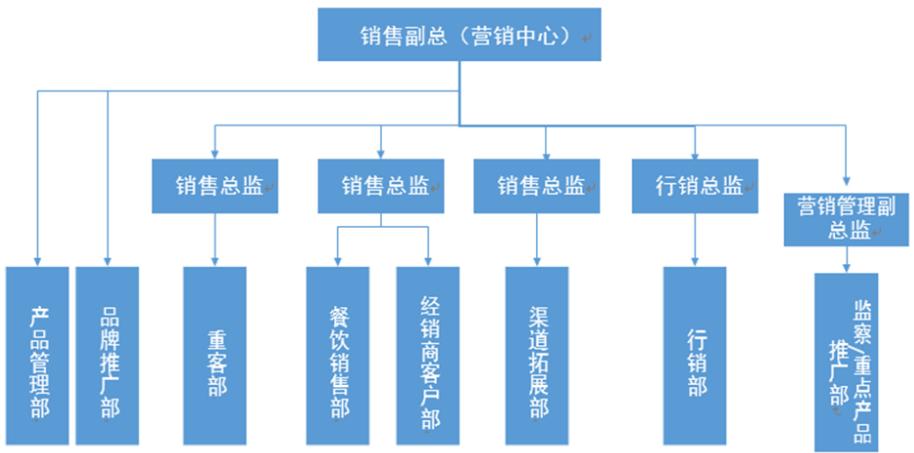 销售副总（营销中心）
销售总监
销售总监
销售总监
行销总监
营销管理副
总监
产品管理部
品牌推广部
重客部
餐饮销售部
经销商客户部
渠道拓展部
行销部
监察/重点产品
推广部